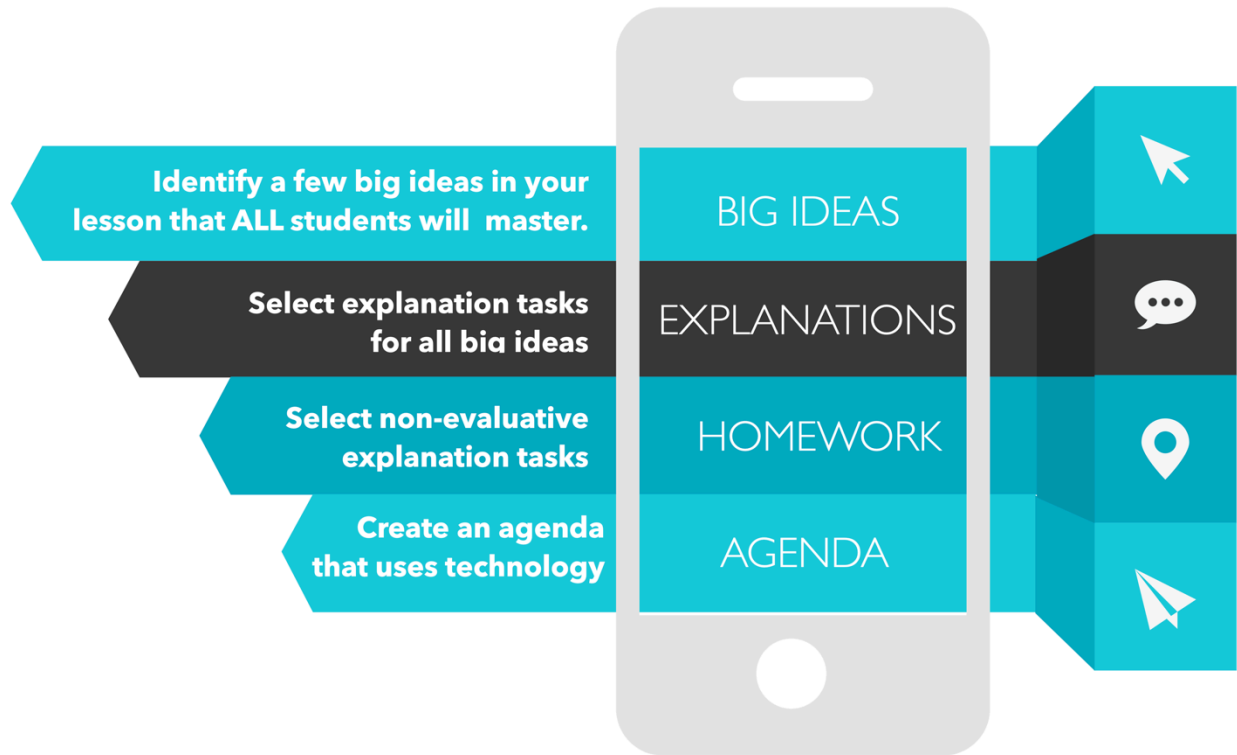 Identify a few big ideas in your
lesson that ALL students will  master.
BIG IDEAS
Select explanation tasks
for all big ideas
EXPLANATIONS
Select non-evaluative
explanation tasks
HOMEWORK
Create an agenda
that uses technology
AGENDA